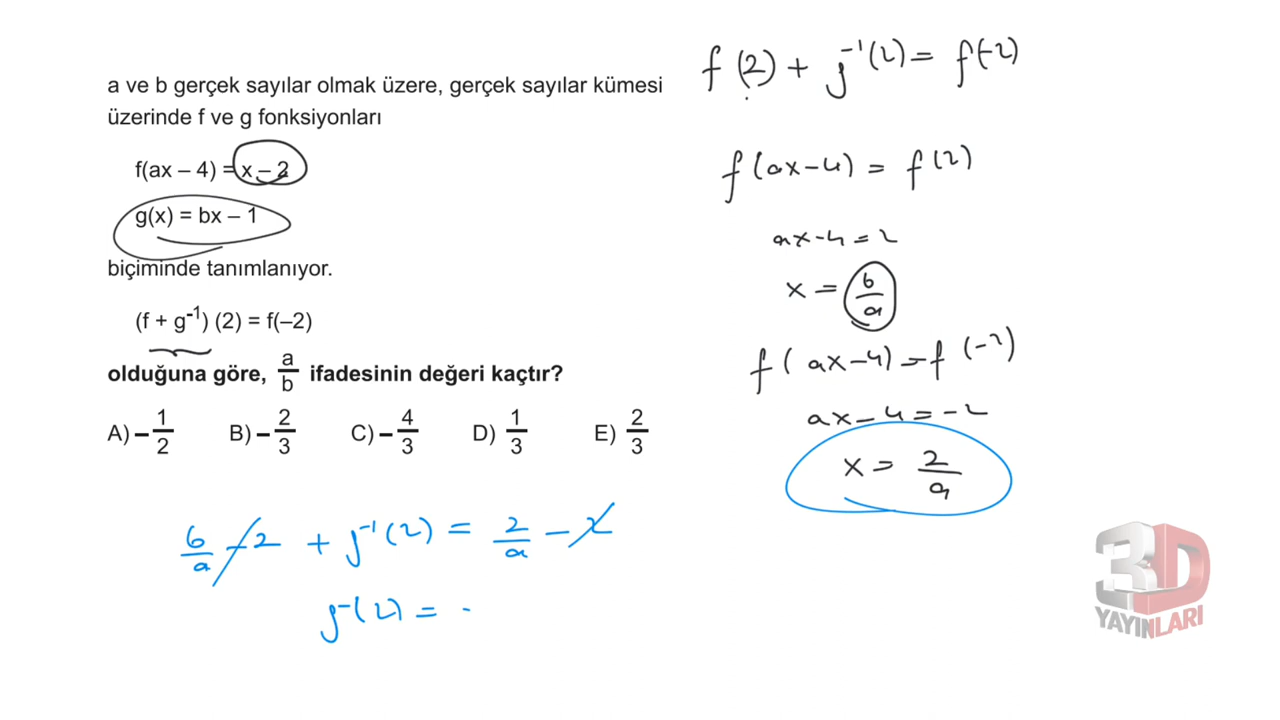 a ve b gerçek sayılar olmak üzere, gerçek sayılar kümesi
üzerinde f ve g fonksiyonları
f(ax – 4) = x – 2
g(x) = bx – 1
biçiminde tanımlanıyor.
(f + g⁻¹) (2) = f(–2)
olduğuna göre, a/b ifadesinin değeri kaçtır?
A) –1/2 B) –2/3 C) –4/3 D) 1/3 E) 2/3
6/a – 2 + g⁻¹(2) = 2/a – 2
g⁻(2) =
f(2) + g⁻¹(2) = f(-2)
f(ax-4) = f(2)
ax-4 = 2
x = 6/a
f(ax-4) = f(-2)
ax-4 = -2
x = 2/a
3D
YAYINLARI